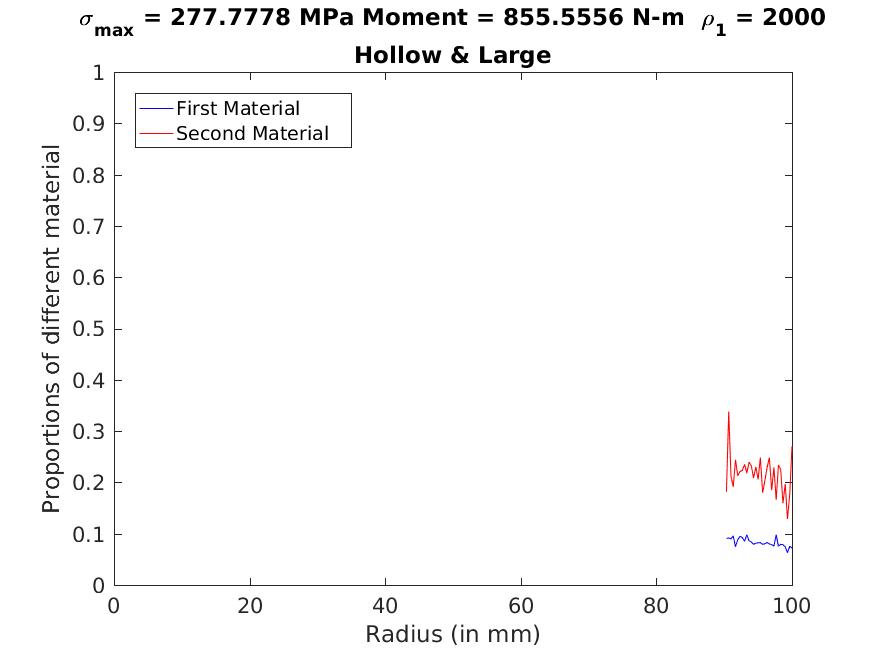 σmax = 277.7778 MPa Moment = 855.5556 N-m ρ1 = 2000
Hollow & Large
First Material
Second Material
Proportions of different material
1
0.9
0.8
0.7
0.6
0.5
0.4
0.3
0.2
0.1
0
0 20 40 60 80 100
Radius (in mm)